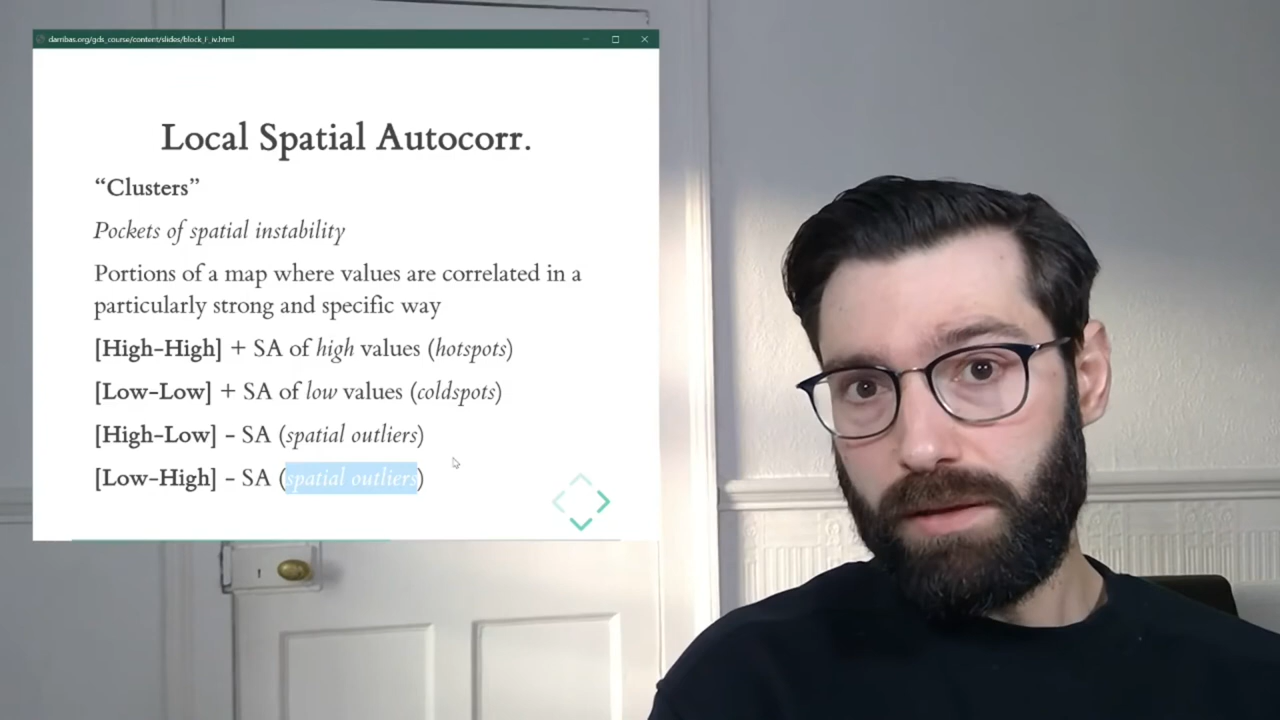 darribas.org/gds_course/content/slides/block_F_iv.html
Local Spatial Autocorr.
“Clusters”
Pockets of spatial instability
Portions of a map where values are correlated in a
particularly strong and specific way
[High-High] + SA of high values (hotspots)
[Low-Low] + SA of low values (coldspots)
[High-Low] - SA (spatial outliers)
[Low-High] - SA (spatial outliers)